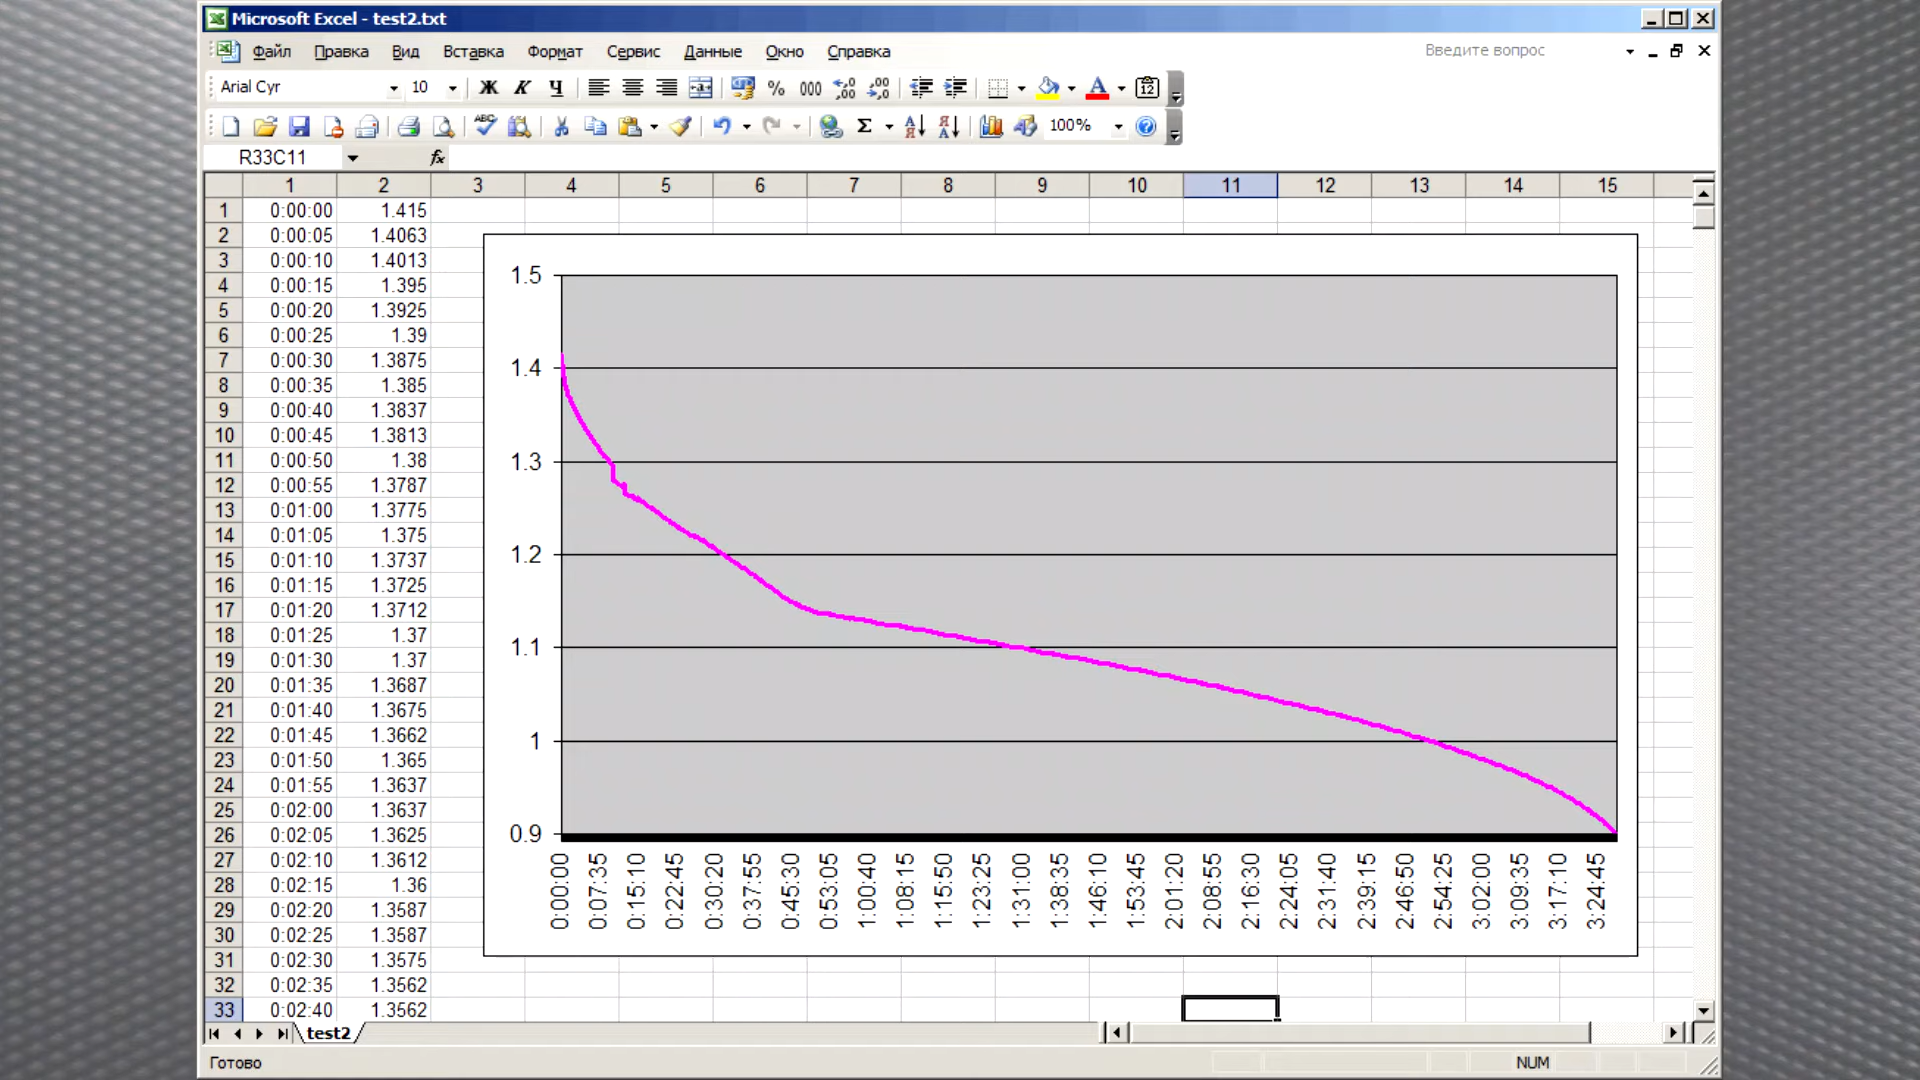 Microsoft Excel - test2.txt
Файл Правка Вид Вставка Формат Сервис Данные Окно Справка Введите вопрос
Arial Cyr 10 Ж К Ч % 000 ,00 ,00 12
ABC Σ АЯ ЯА 100% ?
R33C11 fx
1 2 3 4 5 6 7 8 9 10 11 12 13 14 15
1 0:00:00 1.415
2 0:00:05 1.4063
3 0:00:10 1.4013
4 0:00:15 1.395
5 0:00:20 1.3925
6 0:00:25 1.39
7 0:00:30 1.3875
8 0:00:35 1.385
9 0:00:40 1.3837
10 0:00:45 1.3813
11 0:00:50 1.38
12 0:00:55 1.3787
13 0:01:00 1.3775
14 0:01:05 1.375
15 0:01:10 1.3737
16 0:01:15 1.3725
17 0:01:20 1.3712
18 0:01:25 1.37
19 0:01:30 1.37
20 0:01:35 1.3687
21 0:01:40 1.3675
22 0:01:45 1.3662
23 0:01:50 1.365
24 0:01:55 1.3637
25 0:02:00 1.3637
26 0:02:05 1.3625
27 0:02:10 1.3612
28 0:02:15 1.36
29 0:02:20 1.3587
30 0:02:25 1.3587
31 0:02:30 1.3575
32 0:02:35 1.3562
33 0:02:40 1.3562
1.5
1.4
1.3
1.2
1.1
1
0.9
0:00:00 0:07:35 0:15:10 0:22:45 0:30:20 0:37:55 0:45:30 0:53:05 1:00:40 1:08:15 1:15:50 1:23:25 1:31:00 1:38:35 1:46:10 1:53:45 2:01:20 2:08:55 2:16:30 2:24:05 2:31:40 2:39:15 2:46:50 2:54:25 3:02:00 3:09:35 3:17:10 3:24:45
test2
Готово NUM